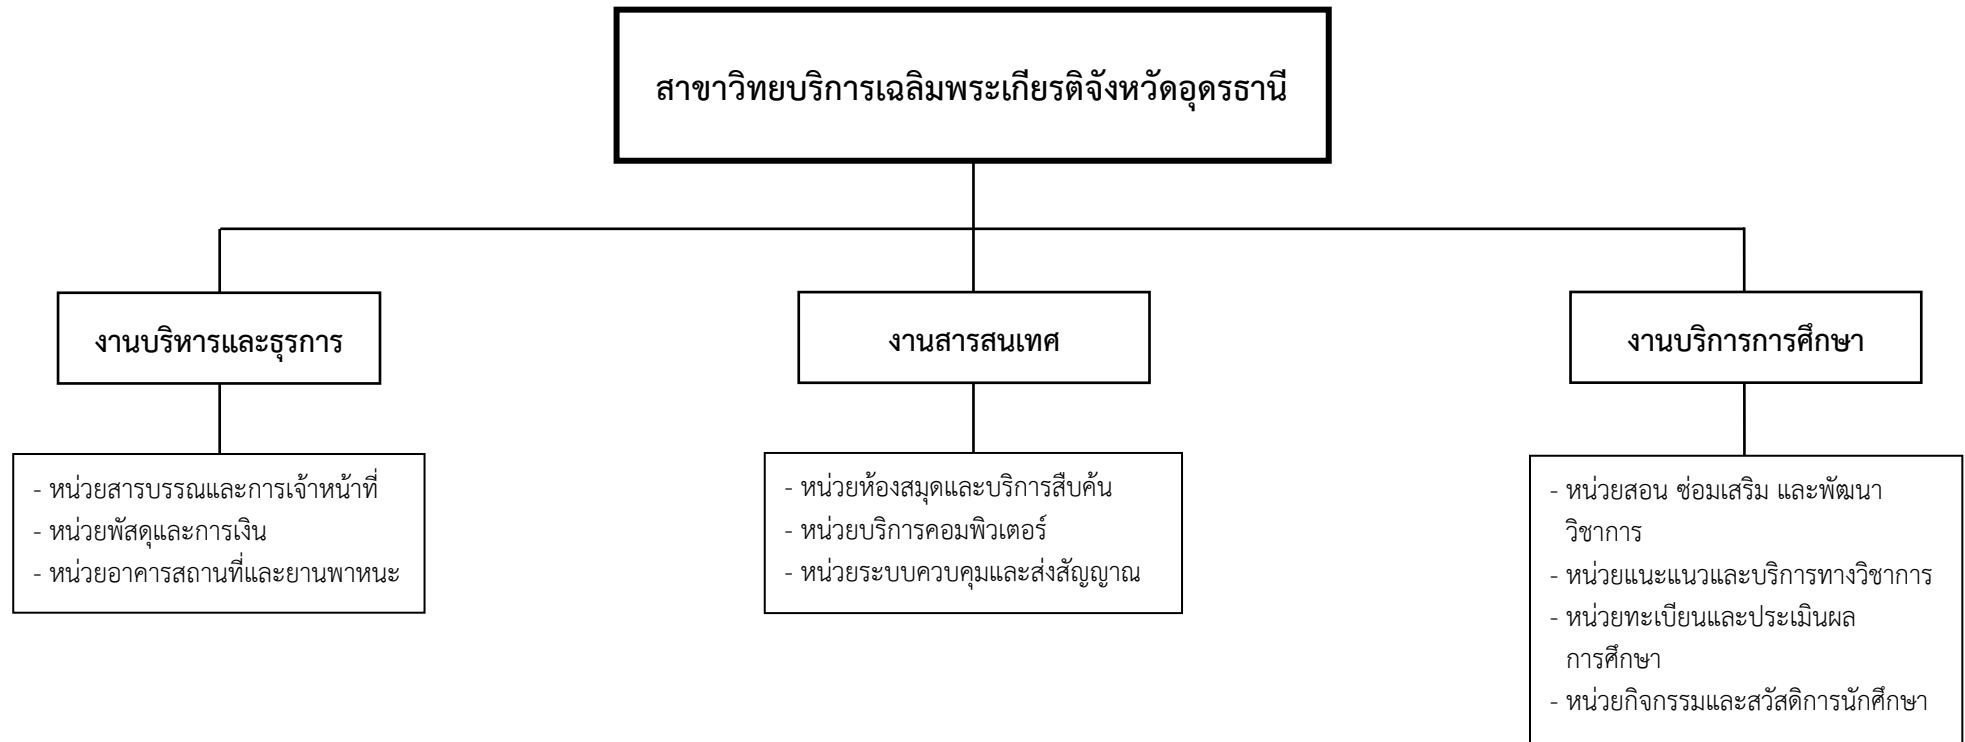 สาขาวิทยบริการเฉลิมพระเกียรติจังหวัดอุดรธานี
งานบริหารและธุรการ
งานสารสนเทศ
งานบริการการศึกษา
- หน่วยสารบรรณและการเจ้าหน้าที่
- หน่วยพัสดุและการเงิน
- หน่วยอาคารสถานที่และยานพาหนะ
- หน่วยห้องสมุดและบริการสืบค้น
- หน่วยบริการคอมพิวเตอร์
- หน่วยระบบควบคุมและส่งสัญญาณ
- หน่วยสอน ซ่อมเสริม และพัฒนา
วิชาการ
- หน่วยแนะแนวและบริการทางวิชาการ
- หน่วยทะเบียนและประเมินผล
การศึกษา
- หน่วยกิจกรรมและสวัสดิการนักศึกษา